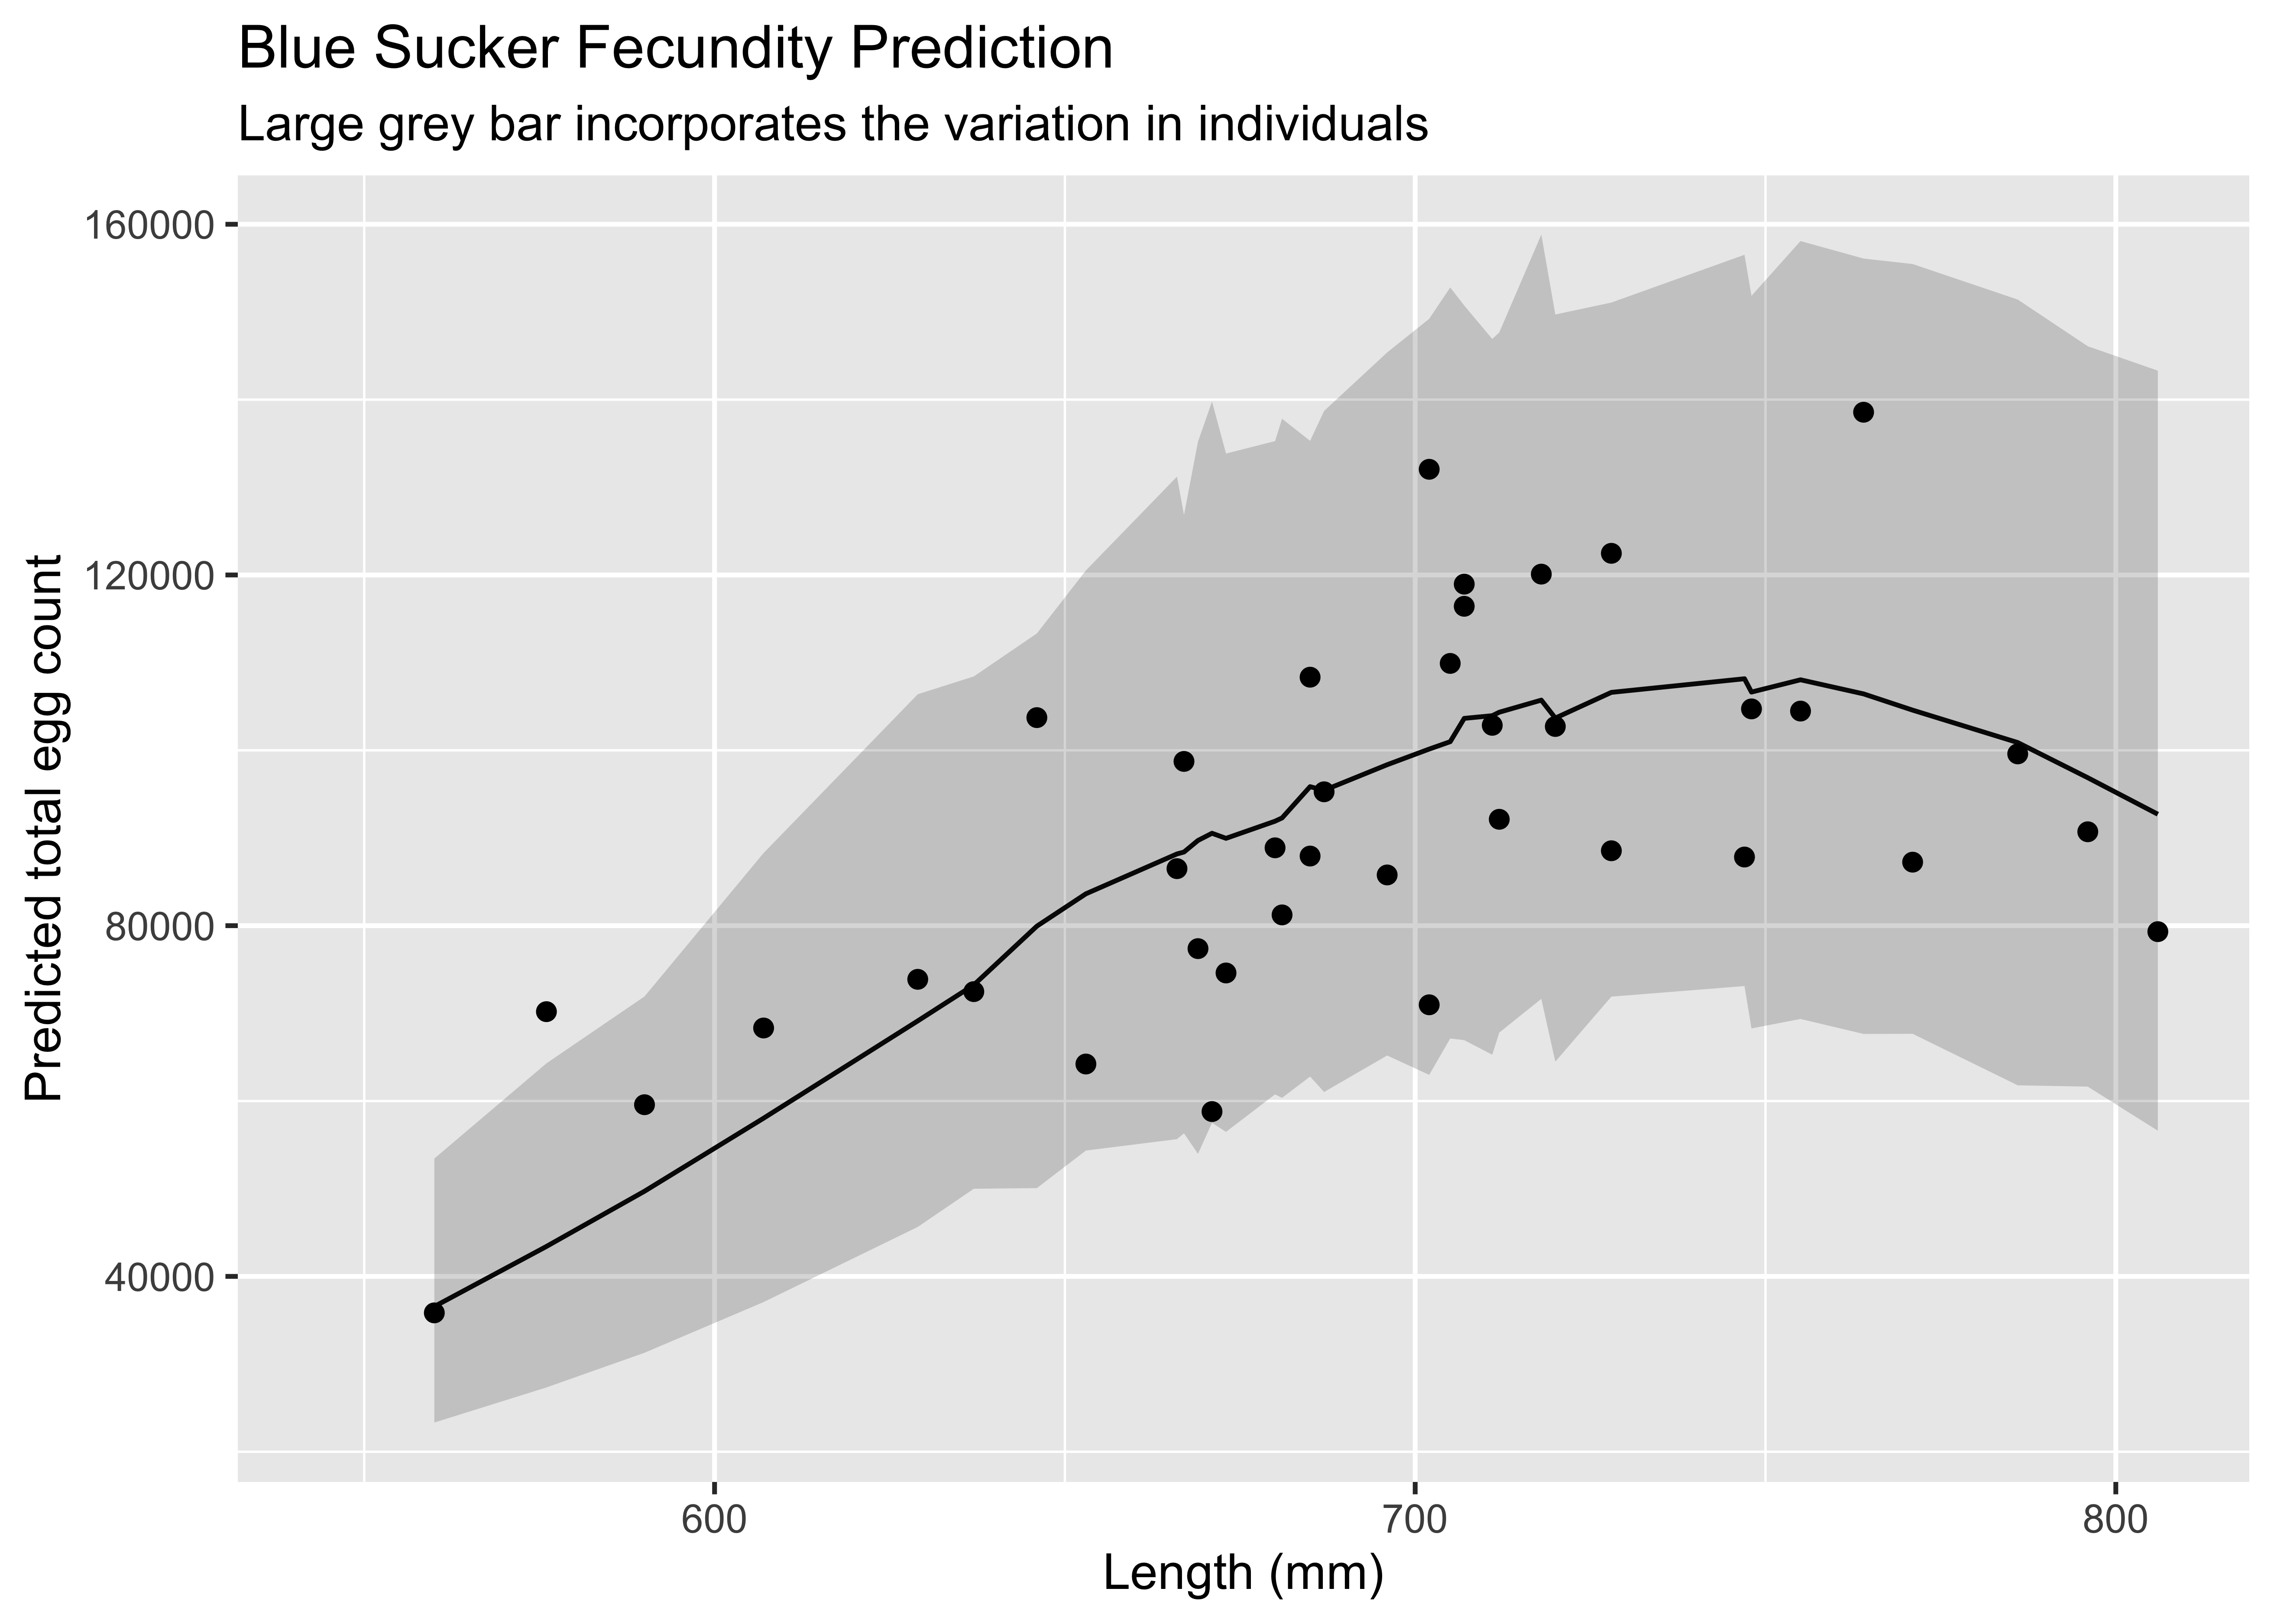 Blue Sucker Fecundity Prediction
Large grey bar incorporates the variation in individuals
160000
120000
80000
40000
Predicted total egg count
600
700
800
Length (mm)